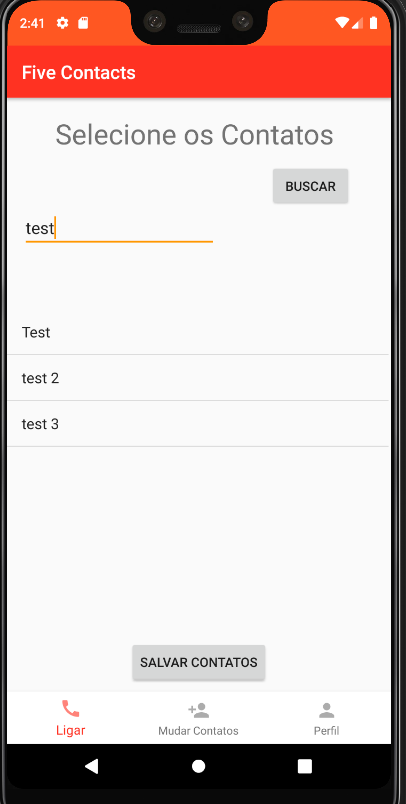 2:41
Five Contacts
Selecione os Contatos
BUSCAR
test
Test
test 2
test 3
SALVAR CONTATOS
Ligar
Mudar Contatos
Perfil